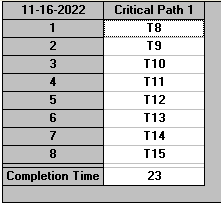 11-16-2022 Critical Path 1
1 T8
2 T9
3 T10
4 T11
5 T12
6 T13
7 T14
8 T15
Completion Time 23